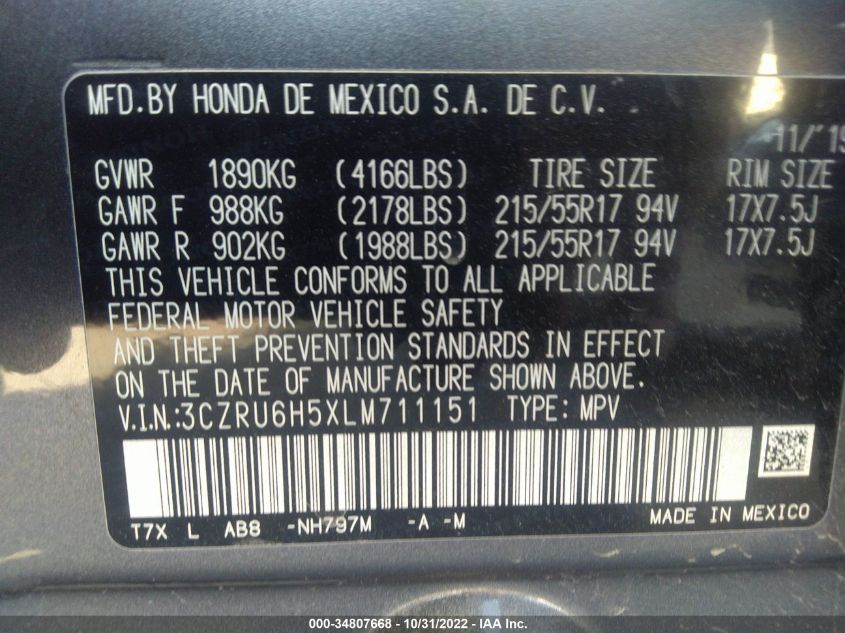 MFD.BY HONDA DE MEXICO S.A. DE C.V.
11/19
GVWR 1890KG (4166LBS) TIRE SIZE RIM SIZE
GAWR F 988KG (2178LBS) 215/55R17 94V 17X7.5J
GAWR R 902KG (1988LBS) 215/55R17 94V 17X7.5J
THIS VEHICLE CONFORMS TO ALL APPLICABLE
FEDERAL MOTOR VEHICLE SAFETY
AND THEFT PREVENTION STANDARDS IN EFFECT
ON THE DATE OF MANUFACTURE SHOWN ABOVE.
V.I.N.:3CZRU6H5XLM711151 TYPE: MPV
T7X L AB8 -NH797M -A -M MADE IN MEXICO
000-34807668 - 10/31/2022 - IAA Inc.